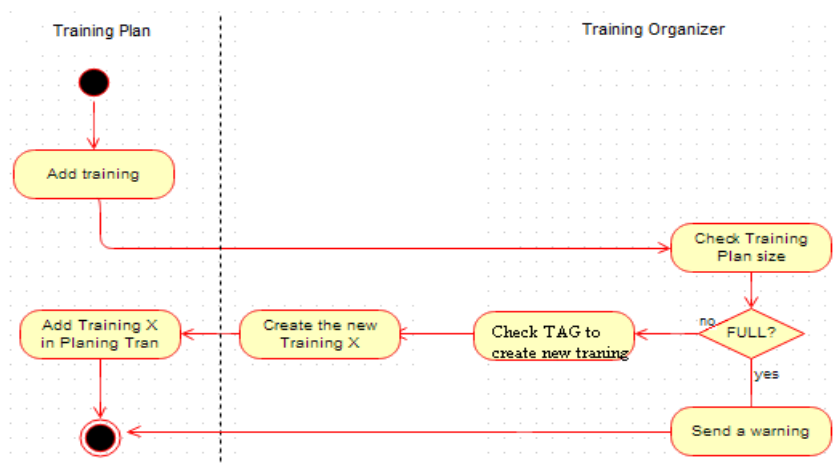 Training Plan
Training Organizer
Add training
Check Training
Plan size
Add Training X
in Planing Tran
Create the new
Training X
Check TAG to
create new traning
no
FULL?
yes
Send a warning